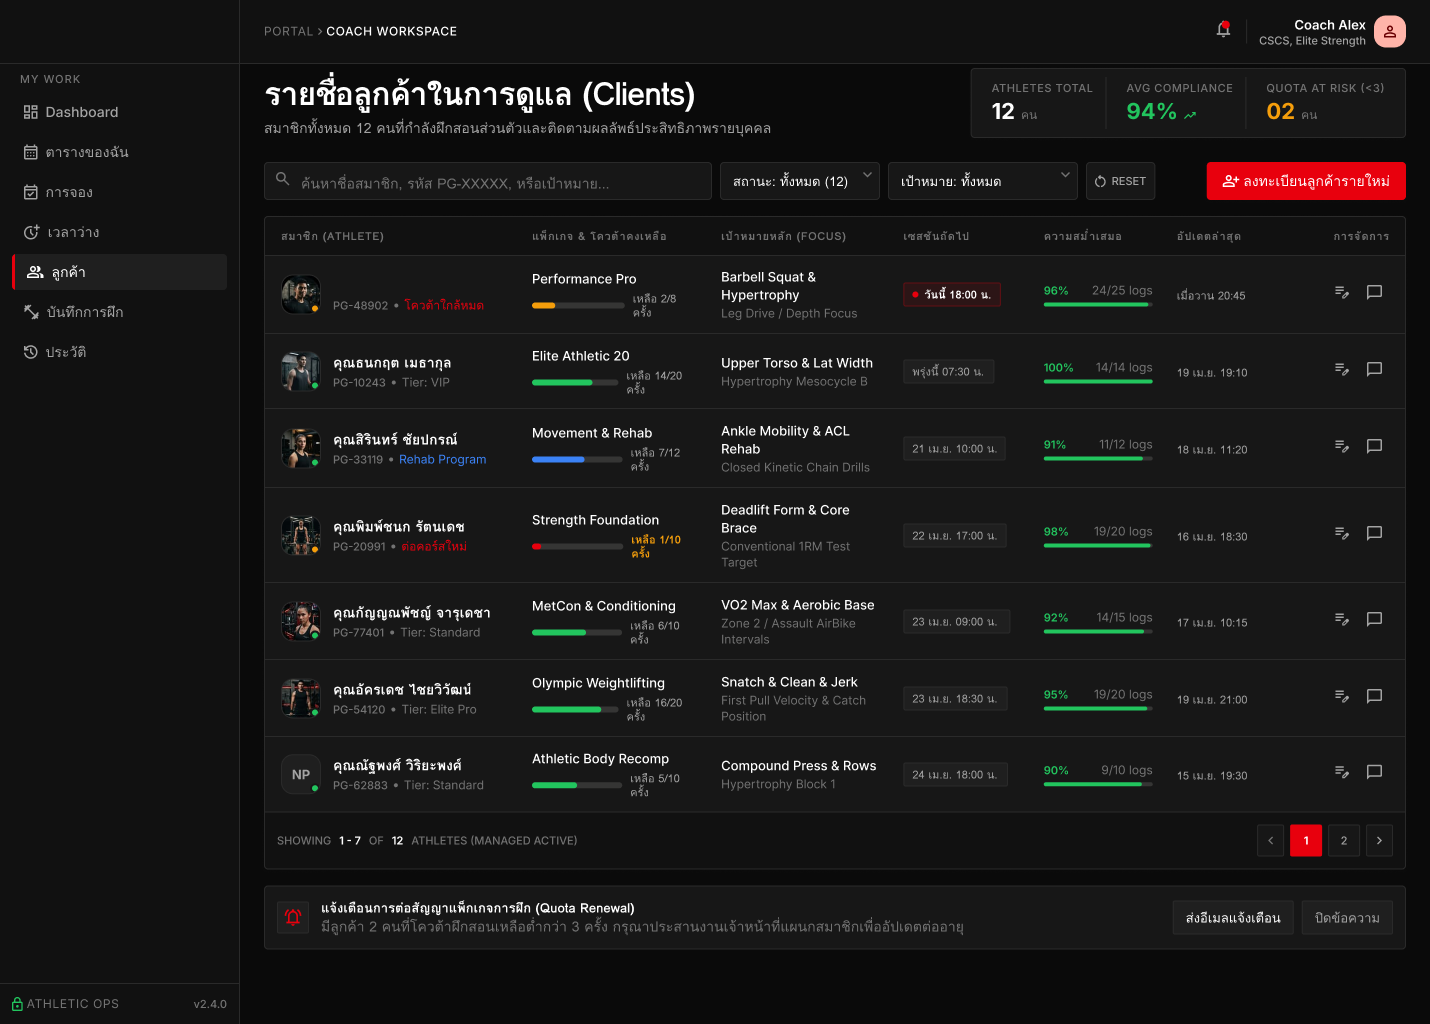 PORTAL › COACH WORKSPACE
Coach Alex
CSCS, Elite Strength
MY WORK
Dashboard
ตารางของฉัน
การจอง
เวลาว่าง
ลูกค้า
บันทึกการฝึก
ประวัติ
ATHLETIC OPS
v2.4.0
รายชื่อลูกค้าในการดูแล (Clients)
สมาชิกทั้งหมด 12 คนที่กำลังฝึกสอนส่วนตัวและติดตามผลลัพธ์ประสิทธิภาพรายบุคคล
ATHLETES TOTAL
12 คน
AVG COMPLIANCE
94%
QUOTA AT RISK (<3)
02 คน
ค้นหาชื่อสมาชิก, รหัส PG-XXXXX, หรือเป้าหมาย...
สถานะ: ทั้งหมด (12)
เป้าหมาย: ทั้งหมด
RESET
ลงทะเบียนลูกค้ารายใหม่
สมาชิก (ATHLETE)
แพ็กเกจ & โควต้าคงเหลือ
เป้าหมายหลัก (FOCUS)
เซสชันถัดไป
ความสม่ำเสมอ
อัปเดตล่าสุด
การจัดการ
PG-48902 • โควต้าใกล้หมด
Performance Pro
เหลือ 2/8
ครั้ง
Barbell Squat &
Hypertrophy
Leg Drive / Depth Focus
วันนี้ 18:00 น.
96%
24/25 logs
เมื่อวาน 20:45
คุณธนกฤต เมธากุล
PG-10243 • Tier: VIP
Elite Athletic 20
เหลือ 14/20
ครั้ง
Upper Torso & Lat Width
Hypertrophy Mesocycle B
พรุ่งนี้ 07:30 น.
100%
14/14 logs
19 เม.ย. 19:10
คุณสิรินทร์ ชัยปกรณ์
PG-33119 • Rehab Program
Movement & Rehab
เหลือ 7/12
ครั้ง
Ankle Mobility & ACL
Rehab
Closed Kinetic Chain Drills
21 เม.ย. 10:00 น.
91%
11/12 logs
18 เม.ย. 11:20
คุณพิมพ์ชนก รัตนเดช
PG-20991 • ต่อคอร์สใหม่
Strength Foundation
เหลือ 1/10
ครั้ง
Deadlift Form & Core
Brace
Conventional 1RM Test
Target
22 เม.ย. 17:00 น.
98%
19/20 logs
16 เม.ย. 18:30
คุณกัญญณพัชญ์ จารุเดชา
PG-77401 • Tier: Standard
MetCon & Conditioning
เหลือ 6/10
ครั้ง
VO2 Max & Aerobic Base
Zone 2 / Assault AirBike
Intervals
23 เม.ย. 09:00 น.
92%
14/15 logs
17 เม.ย. 10:15
คุณอัครเดช ไชยวิวัฒน์
PG-54120 • Tier: Elite Pro
Olympic Weightlifting
เหลือ 16/20
ครั้ง
Snatch & Clean & Jerk
First Pull Velocity & Catch
Position
23 เม.ย. 18:30 น.
95%
19/20 logs
19 เม.ย. 21:00
NP
คุณณัฐพงศ์ วิริยะพงศ์
PG-62883 • Tier: Standard
Athletic Body Recomp
เหลือ 5/10
ครั้ง
Compound Press & Rows
Hypertrophy Block 1
24 เม.ย. 18:00 น.
90%
9/10 logs
15 เม.ย. 19:30
SHOWING 1 - 7 OF 12 ATHLETES (MANAGED ACTIVE)
‹ 1 2 ›
แจ้งเตือนการต่อสัญญาแพ็กเกจการฝึก (Quota Renewal)
มีลูกค้า 2 คนที่โควต้าฝึกสอนเหลือต่ำกว่า 3 ครั้ง กรุณาประสานงานเจ้าหน้าที่แผนกสมาชิกเพื่ออัปเดตต่ออายุ
ส่งอีเมลแจ้งเตือน
ปิดข้อความ